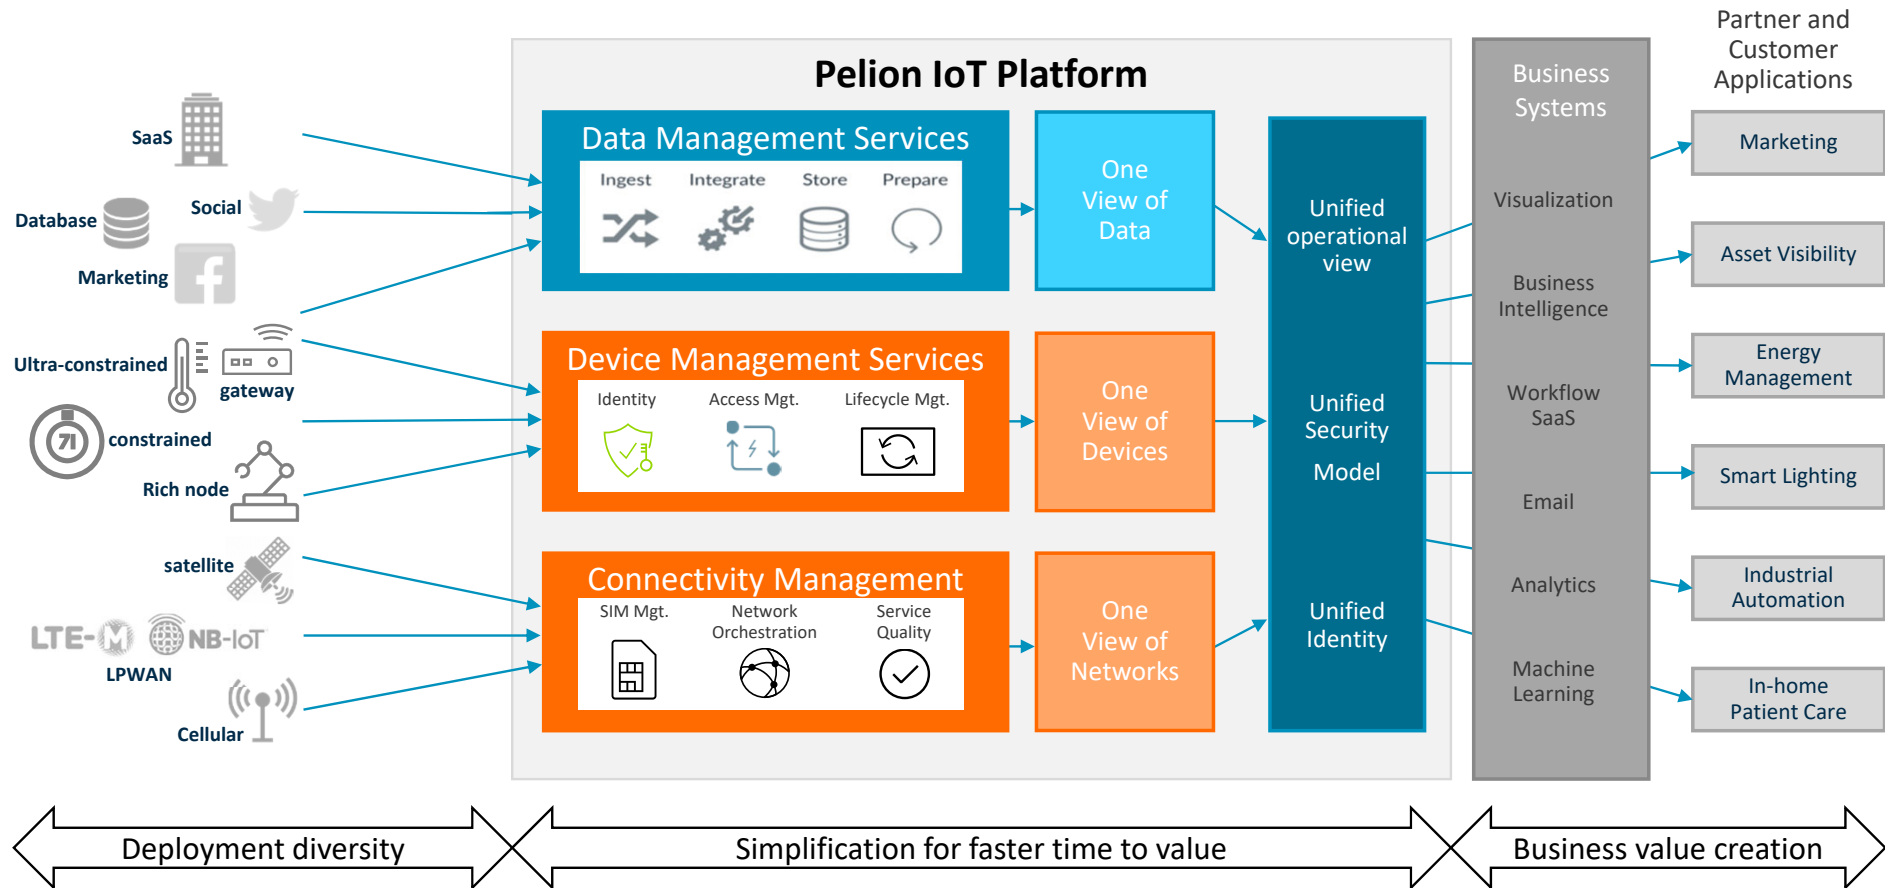 Pelion IoT Platform
SaaS
Social
Database
Marketing
Ultra-constrained
gateway
71
constrained
Rich node
satellite
LTE-M
NB-IoT
LPWAN
Cellular
Data Management Services
Ingest
Integrate
Store
Prepare
Device Management Services
Identity
Access Mgt.
Lifecycle Mgt.
Connectivity Management
SIM Mgt.
Network
Orchestration
Service
Quality
One
View of
Data
One
View of
Devices
One
View of
Networks
Unified
operational
view
Unified
Security
Model
Unified
Identity
Business
Systems
Visualization
Business
Intelligence
Workflow
SaaS
Email
Analytics
Machine
Learning
Partner and
Customer
Applications
Marketing
Asset Visibility
Energy
Management
Smart Lighting
Industrial
Automation
In-home
Patient Care
Deployment diversity
Simplification for faster time to value
Business value creation